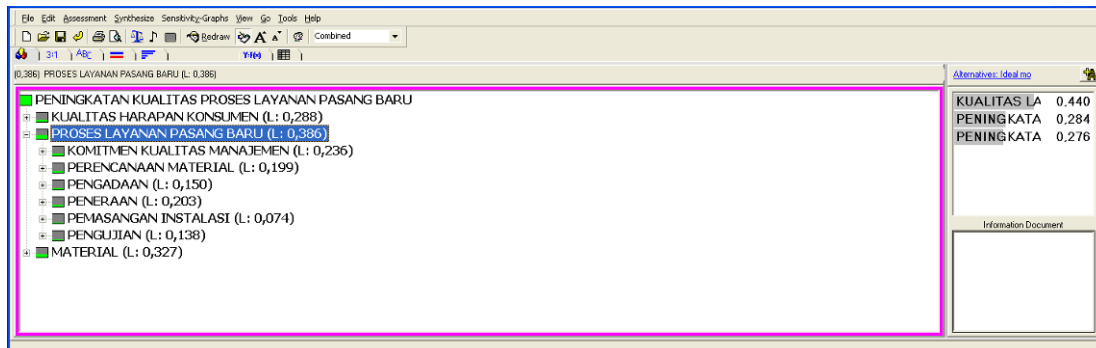 File Edit Assessment Synthesize Sensitivity-Graphs View Go Tools Help
Redraw A A Combined
3:1 ABC Y=f(x)
(0,386) PROSES LAYANAN PASANG BARU (L: 0,386)
Alternatives: Ideal mo
PENINGKATAN KUALITAS PROSES LAYANAN PASANG BARU
KUALITAS HARAPAN KONSUMEN (L: 0,288)
PROSES LAYANAN PASANG BARU (L: 0,386)
KOMITMEN KUALITAS MANAJEMEN (L: 0,236)
PERENCANAAN MATERIAL (L: 0,199)
PENGADAAN (L: 0,150)
PENERAAN (L: 0,203)
PEMASANGAN INSTALASI (L: 0,074)
PENGUJIAN (L: 0,138)
MATERIAL (L: 0,327)
KUALITAS LA 0,440
PENINGKATA 0,284
PENINGKATA 0,276
Information Document